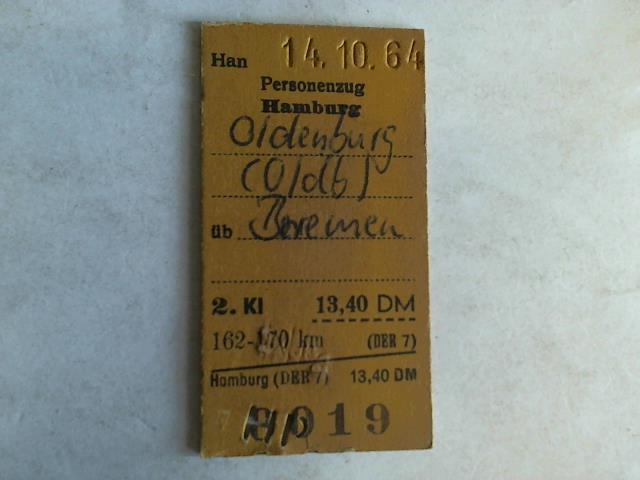 Han 14.10.64
Personenzug
Hamburg
Oldenburg
(Oldb)
üb Bremen
2. Kl 13,40 DM
162-170 km (DER 7)
Hamburg (DER 7) 13,40 DM
019